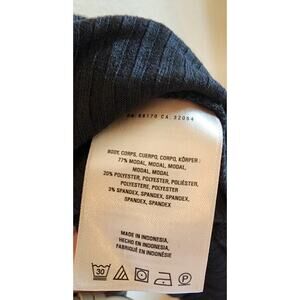 RN 88170 CA 32054
BODY, CORPS, CUERPO, CORPO, KÖRPER :
77% MODAL, MODAL, MODAL,
MODAL, MODAL
20% POLYESTER, POLYESTER, POLIÉSTER,
POLYESTERE, POLYESTER
3% SPANDEX, SPANDEX, SPANDEX,
SPANDEX, SPANDEX
MADE IN INDONESIA,
HECHO EN INDONESIA,
FABRIQUÉ EN INDONÉSIE
30
P